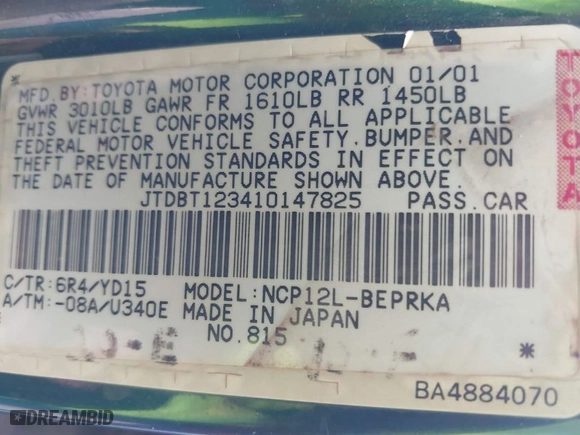 MFD.BY:TOYOTA MOTOR CORPORATION 01/01
GVWR 3010LB GAWR FR 1610LB RR 1450LB
THIS VEHICLE CONFORMS TO ALL APPLICABLE
FEDERAL MOTOR VEHICLE SAFETY.BUMPER.AND
THEFT PREVENTION STANDARDS IN EFFECT ON
THE DATE OF MANUFACTURE SHOWN ABOVE.
JTDBT123410147825 PASS.CAR
TOYOTA
C/TR:6R4/YD15 MODEL:NCP12L-BEPRKA
A/TM:-08A/U340E MADE IN JAPAN
NO.815
*
BA4884070
DREAMBID